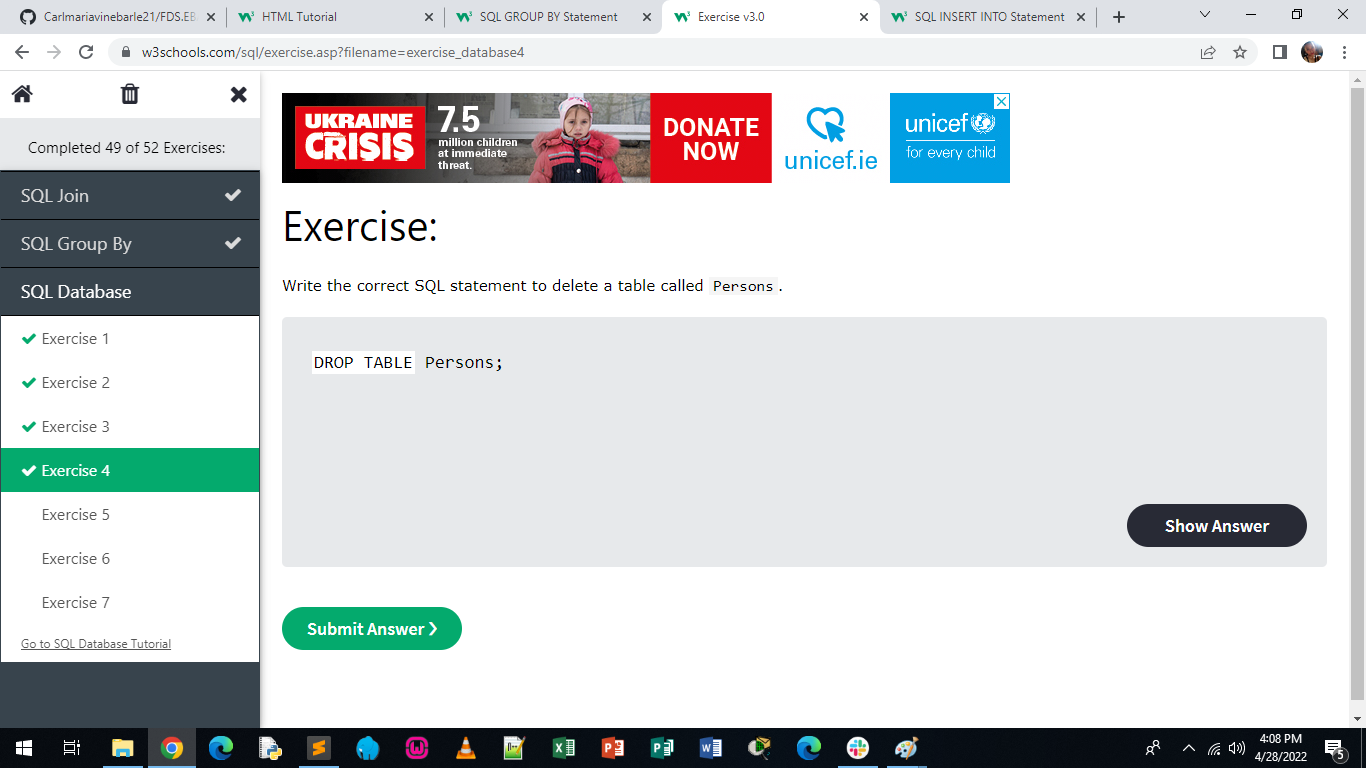 Carlmariavinebarle21/FDS.EB
HTML Tutorial
SQL GROUP BY Statement
Exercise v3.0
SQL INSERT INTO Statement
w3schools.com/sql/exercise.asp?filename=exercise_database4
Completed 49 of 52 Exercises:
SQL Join
SQL Group By
SQL Database
Exercise 1
Exercise 2
Exercise 3
Exercise 4
Exercise 5
Exercise 6
Exercise 7
Go to SQL Database Tutorial
UKRAINE
CRISIS
7.5
million children
at immediate
threat.
DONATE
NOW
unicef.ie
unicef
for every child
Exercise:
Write the correct SQL statement to delete a table called Persons.
DROP TABLE Persons;
Show Answer
Submit Answer ❯
4:08 PM
4/28/2022
5